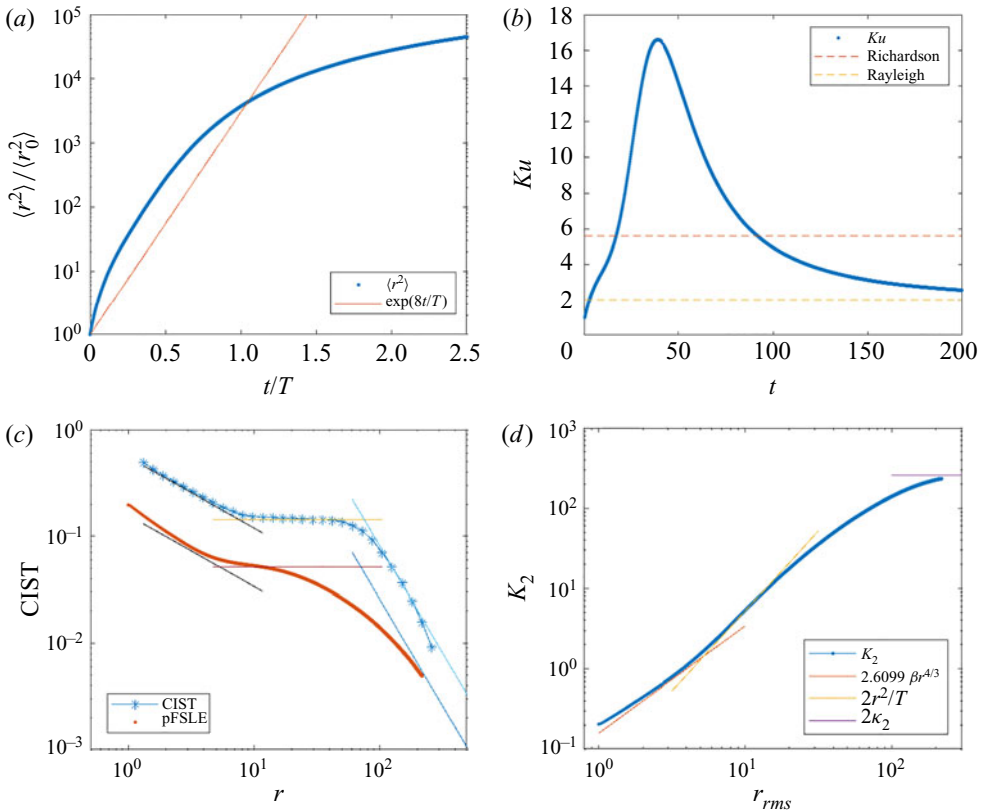 (a)
10^5
10^4
10^3
10^2
10^1
10^0
⟨r^2⟩/⟨r_0^2⟩
⟨r^2⟩
exp(8t/T)
0 0.5 1.0 1.5 2.0 2.5
t/T
(b)
18
16
14
12
10
8
6
4
2
0
Ku
Ku
Richardson
Rayleigh
50 100 150 200
t
(c)
10^0
10^-1
10^-2
10^-3
CIST
CIST
pFSLE
10^0 10^1 10^2
r
(d)
10^3
10^2
10^1
10^0
10^-1
K_2
K_2
2.6099 βr^4/3
2r^2/T
2κ_2
10^0 10^1 10^2
r_rms